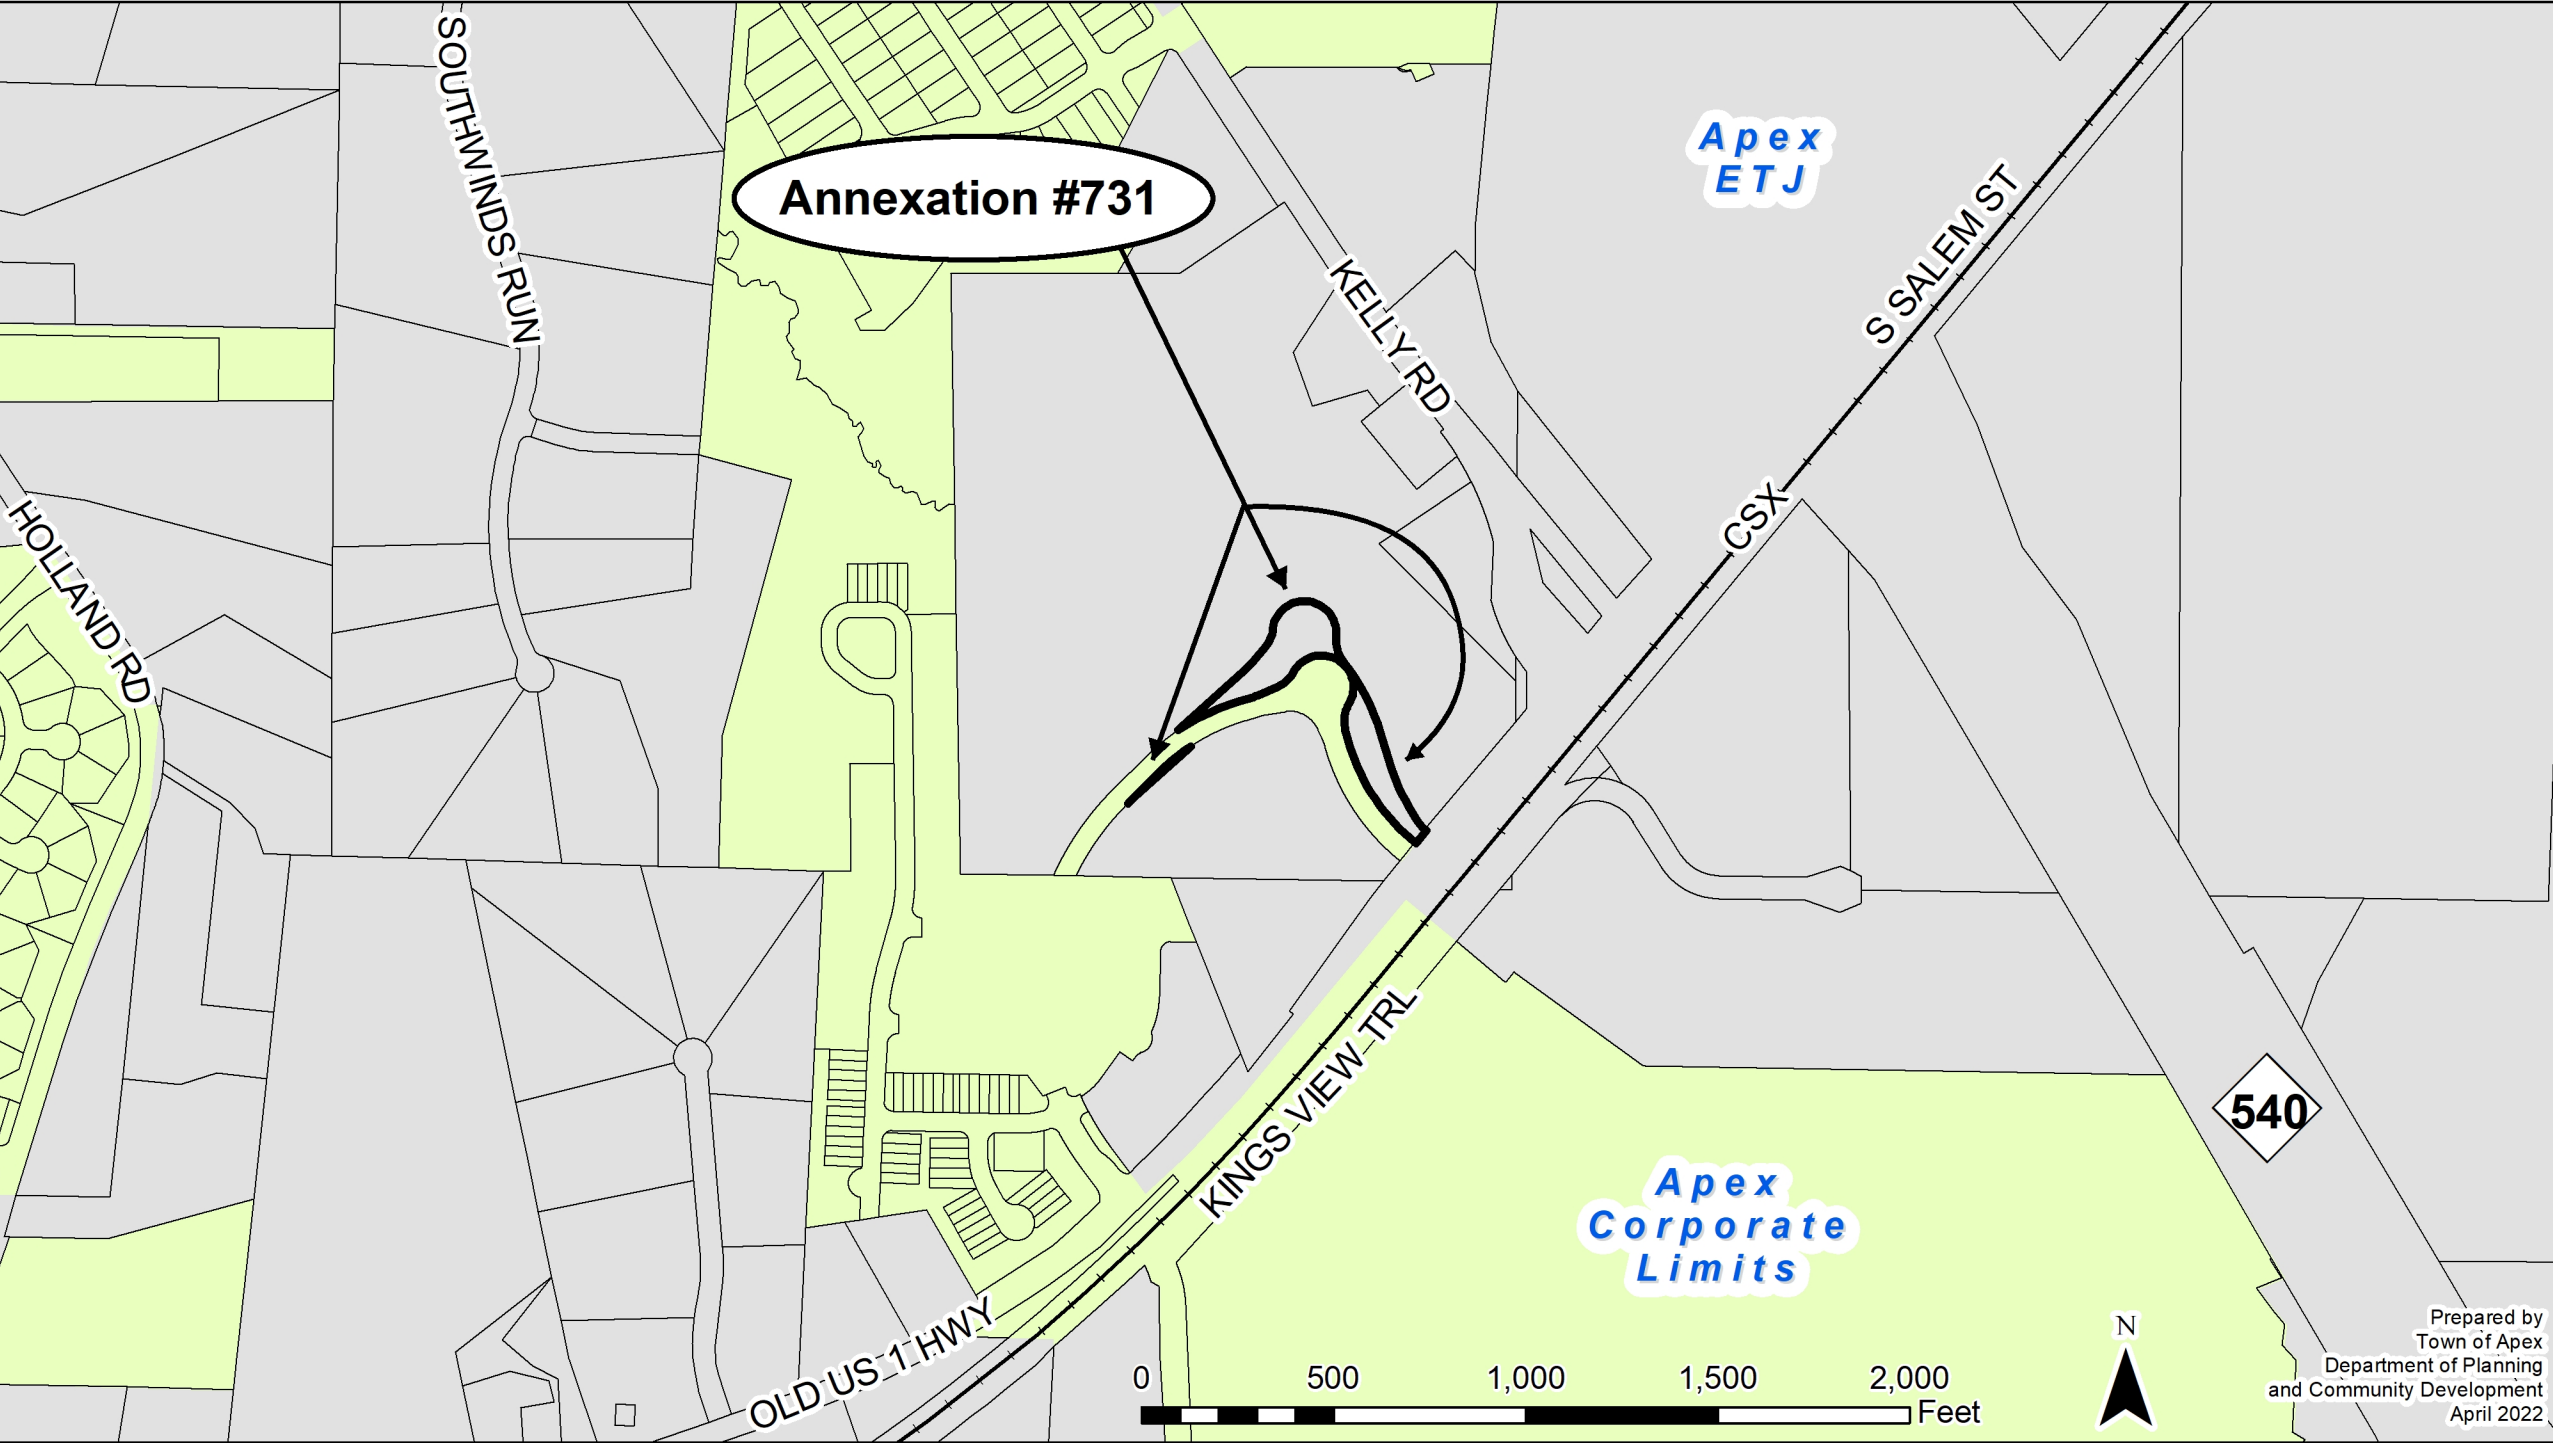 SOUTHWINDS RUN
Annexation #731
Apex
ETJ
S SALEM ST
KELLY RD
CSX
HOLLAND RD
KINGS VIEW TRL
540
Apex
Corporate
Limits
OLD US 1 HWY
0 500 1,000 1,500 2,000
Feet
N
Prepared by
Town of Apex
Department of Planning
and Community Development
April 2022